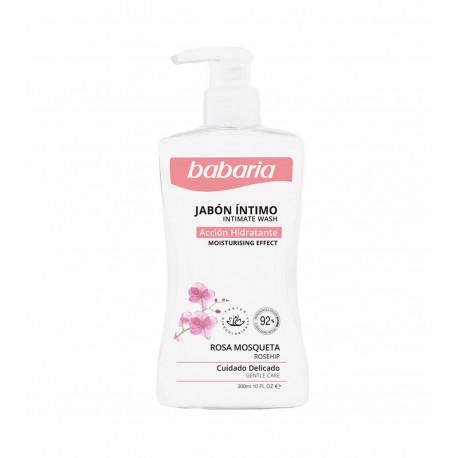 babaria
JABÓN ÍNTIMO
INTIMATE WASH
Acción Hidratante
MOISTURISING EFFECT
92%
ROSA MOSQUETA
ROSEHIP
Cuidado Delicado
GENTLE CARE
300ml 10 FL OZ ℮